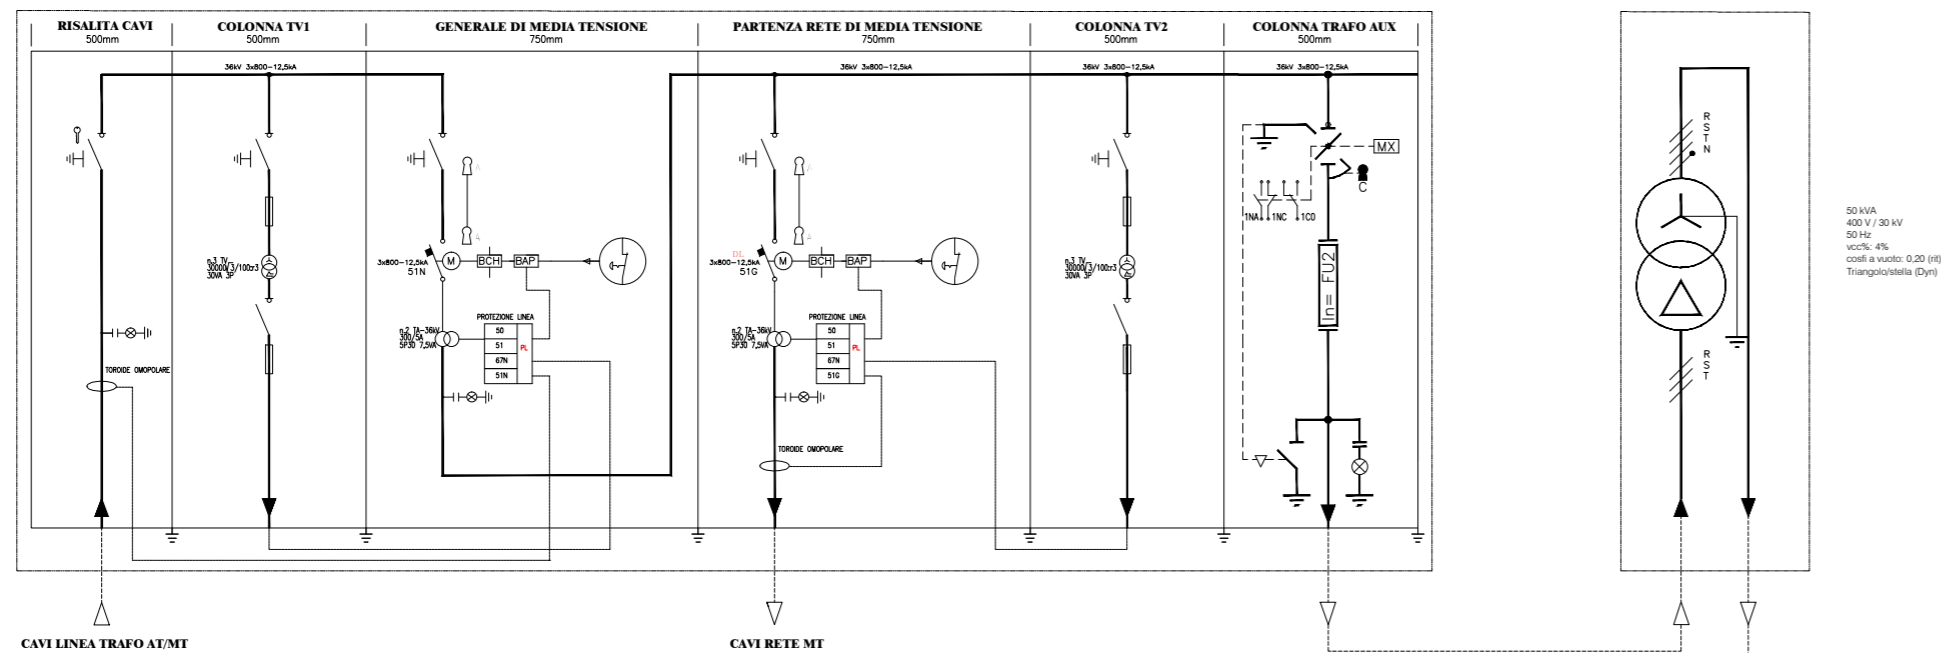 RISALITA CAVI
500mm
COLONNA TV1
500mm
GENERALE DI MEDIA TENSIONE
750mm
PARTENZA RETE DI MEDIA TENSIONE
750mm
COLONNA TV2
500mm
COLONNA TRAFO AUX
500mm
36kV 3x800-12,5kA
36kV 3x800-12,5kA
36kV 3x800-12,5kA
36kV 3x800-12,5kA
TOROIDE OMOPOLARE
n.3 TV
30000/3/100:r3
30VA 3P
A
A
3x800-12,5kA
51N
M
BCH
BAP
n.2 TA-36kV
300/5A
5P30 7,5VA
PROTEZIONE LINEA
50
51
67N
51N
PL
A
A
DL
3x800-12,5kA
51G
M
BCH
BAP
n.2 TA-36kV
300/5A
5P30 7,5VA
PROTEZIONE LINEA
50
51
67N
51G
PL
TOROIDE OMOPOLARE
n.3 TV
30000/3/100:r3
30VA 3P
MX
C
1NA
1NC
1CO
In= FU2
R
S
T
N
R
S
T
50 kVA
400 V / 30 kV
50 Hz
vcc%: 4%
cosfi a vuoto: 0,20 (rit)
Triangolo/stella (Dyn)
CAVI LINEA TRAFO AT/MT
CAVI RETE MT